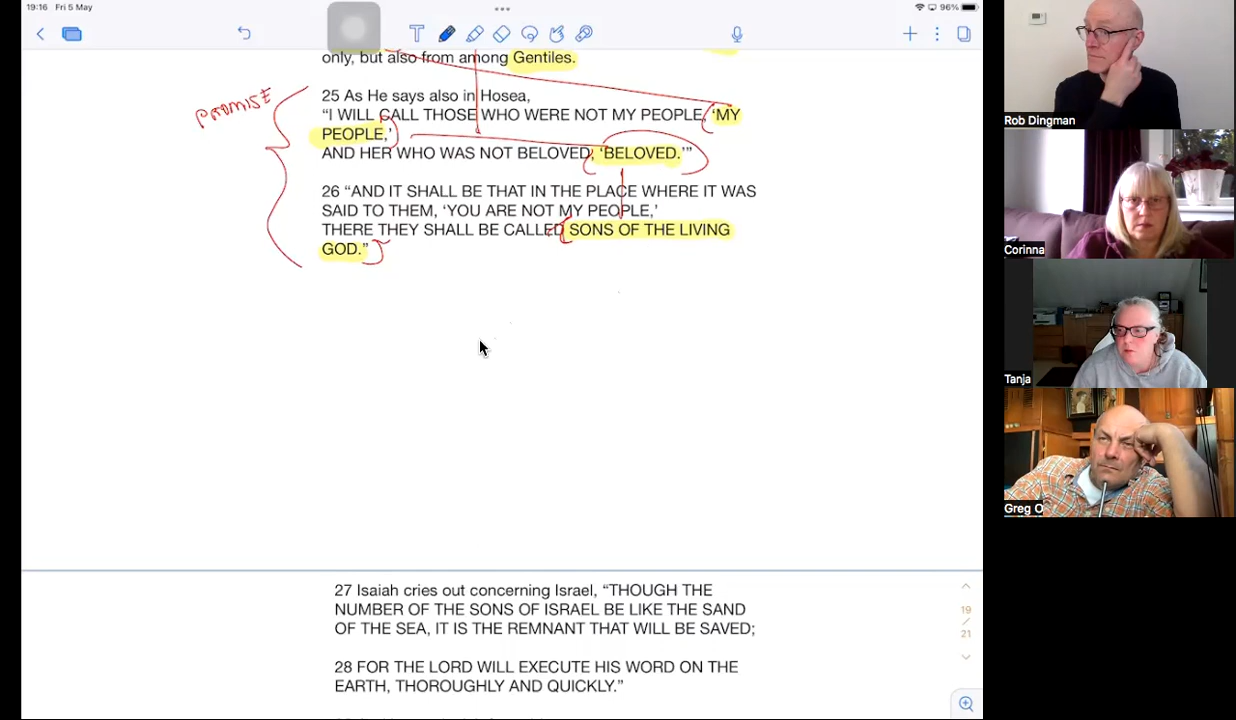 19:16 Fri 5 May
96%
only, but also from among Gentiles.
PROMISE
25 As He says also in Hosea,
“I WILL CALL THOSE WHO WERE NOT MY PEOPLE, ‘MY
PEOPLE,’
AND HER WHO WAS NOT BELOVED, ‘BELOVED.’”
26 “AND IT SHALL BE THAT IN THE PLACE WHERE IT WAS
SAID TO THEM, ‘YOU ARE NOT MY PEOPLE,’
THERE THEY SHALL BE CALLED SONS OF THE LIVING
GOD.”
27 Isaiah cries out concerning Israel, “THOUGH THE
NUMBER OF THE SONS OF ISRAEL BE LIKE THE SAND
OF THE SEA, IT IS THE REMNANT THAT WILL BE SAVED;
28 FOR THE LORD WILL EXECUTE HIS WORD ON THE
EARTH, THOROUGHLY AND QUICKLY.”
19
/
21
Rob Dingman
Corinna
Tanja
Greg O